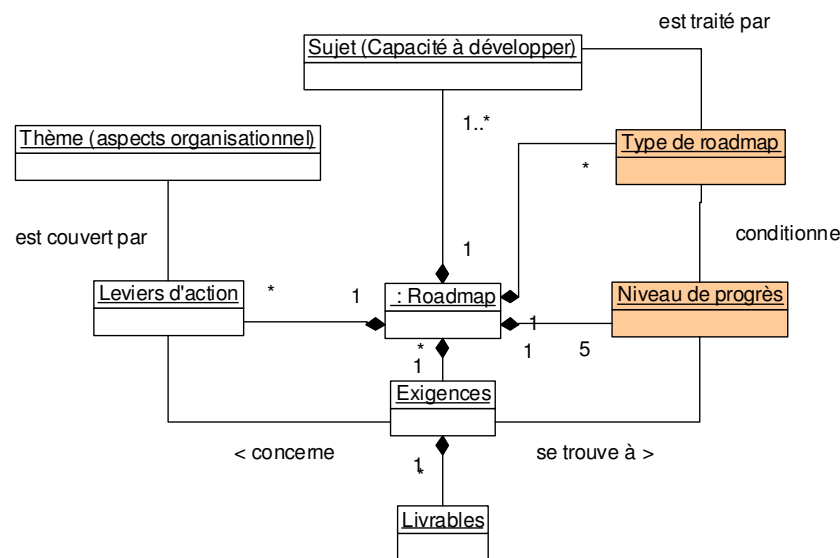 est traité par
Sujet (Capacité à développer)
1..*
Thème (aspects organisationnel)
Type de roadmap
*
est couvert par
conditionne
1
Leviers d'action
*
1
: Roadmap
Niveau de progrès
1
*
1
1
5
Exigences
< concerne
se trouve à >
1
*
Livrables